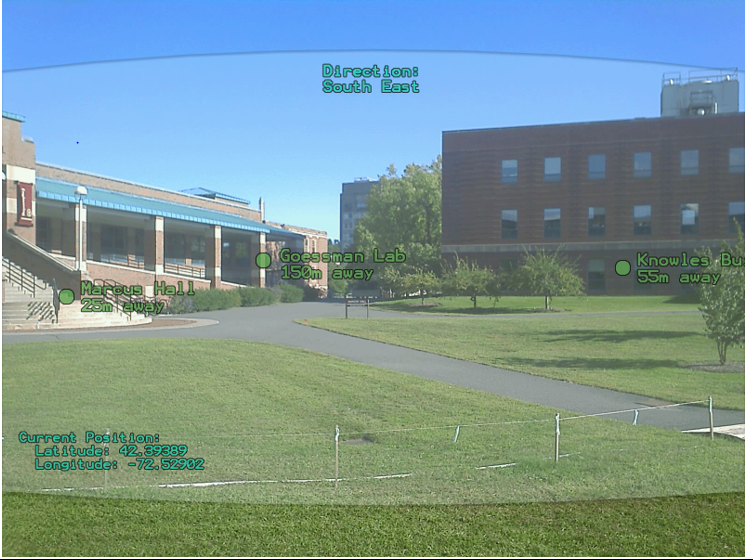 Direction:
South East
Goessman Lab
150m away
Knowles Bu
55m away
Marcus Hall
25m away
Current Position:
Latitude: 42.39389
Longitude: -72.52902